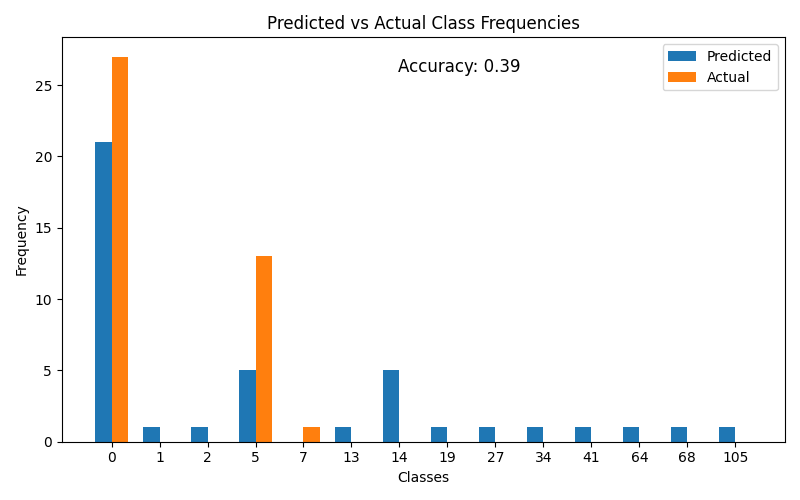 Predicted vs Actual Class Frequencies
Accuracy: 0.39
Predicted
Actual
Frequency
25
20
15
10
5
0
0 1 2 5 7 13 14 19 27 34 41 64 68 105
Classes